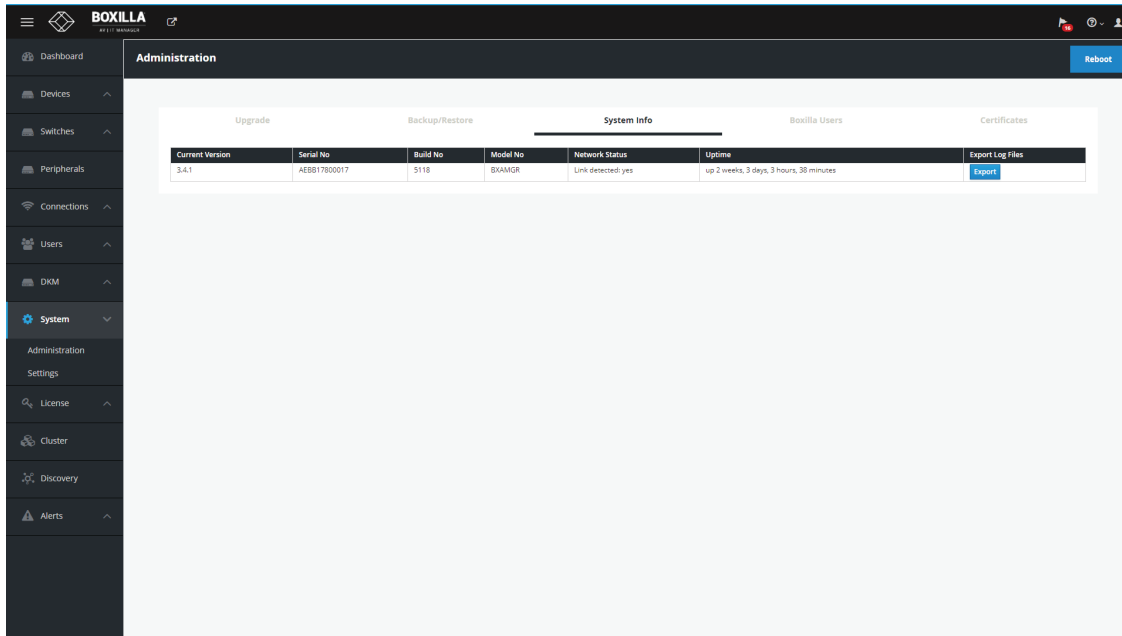 BOXILLA
AV / IT MANAGER
16
Dashboard
Administration
Reboot
Devices
Switches
Peripherals
Connections
Users
DKM
System
Administration
Settings
License
Cluster
Discovery
Alerts
Upgrade Backup/Restore System Info Boxilla Users Certificates
Current Version Serial No Build No Model No Network Status Uptime Export Log Files
3.4.1 AEBB17800017 5118 BXAMGR Link detected: yes up 2 weeks, 3 days, 3 hours, 38 minutes Export